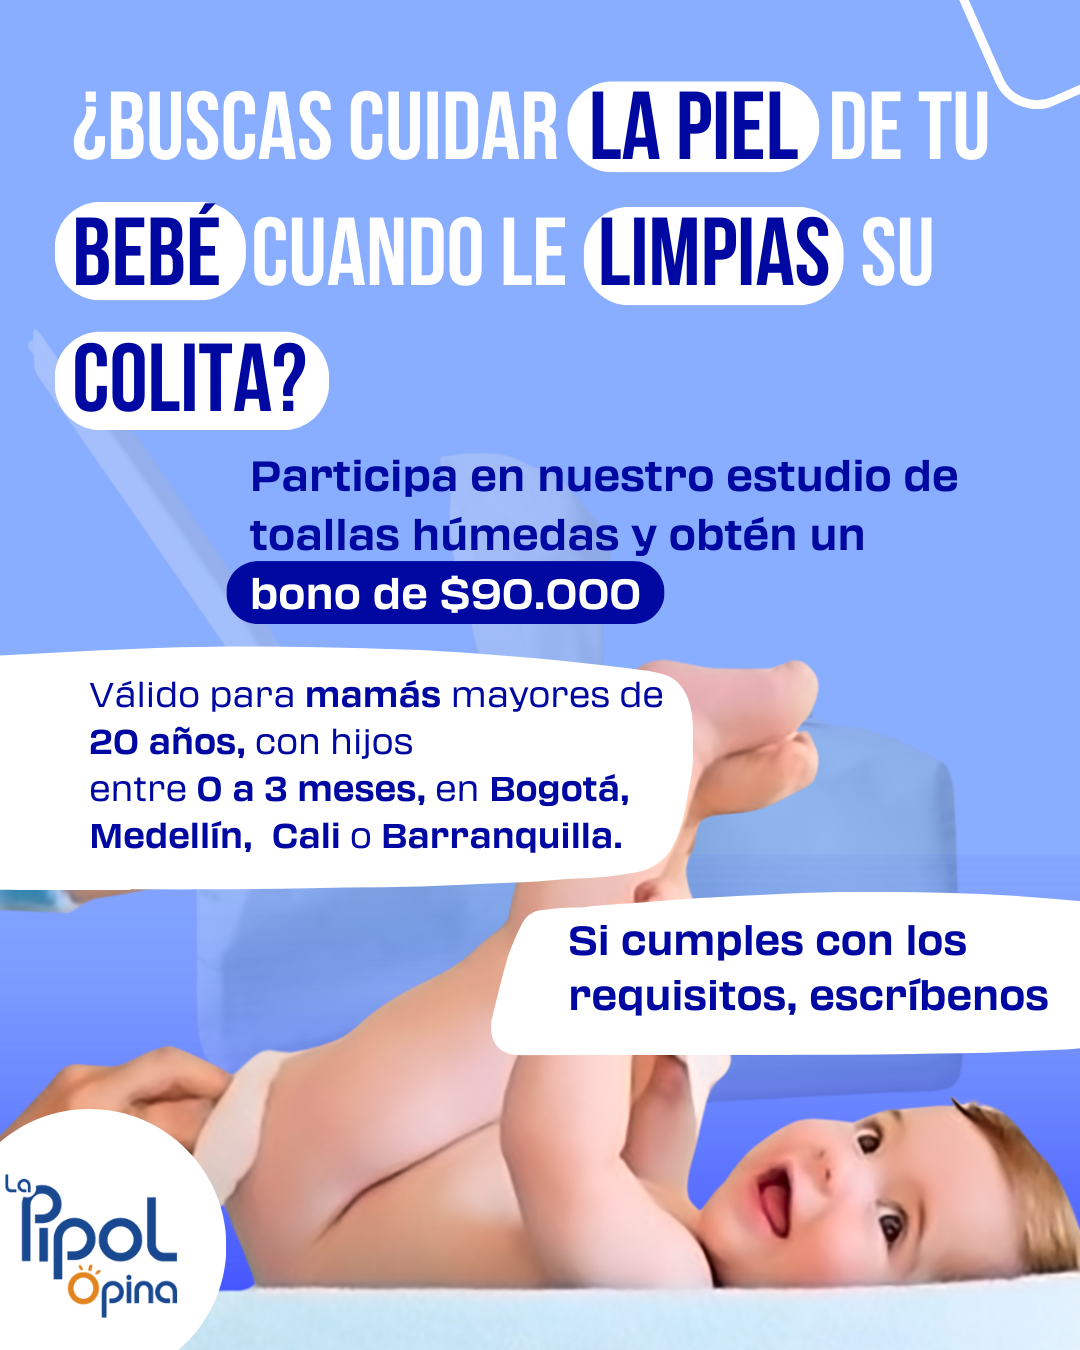 ¿BUSCAS CUIDAR LA PIEL DE TU
BEBÉ CUANDO LE LIMPIAS SU
COLITA?
Participa en nuestro estudio de
toallas húmedas y obtén un
bono de $90.000
Válido para mamás mayores de
20 años, con hijos
entre 0 a 3 meses, en Bogotá,
Medellín, Cali o Barranquilla.
Si cumples con los
requisitos, escríbenos
La
Pipol
Opina